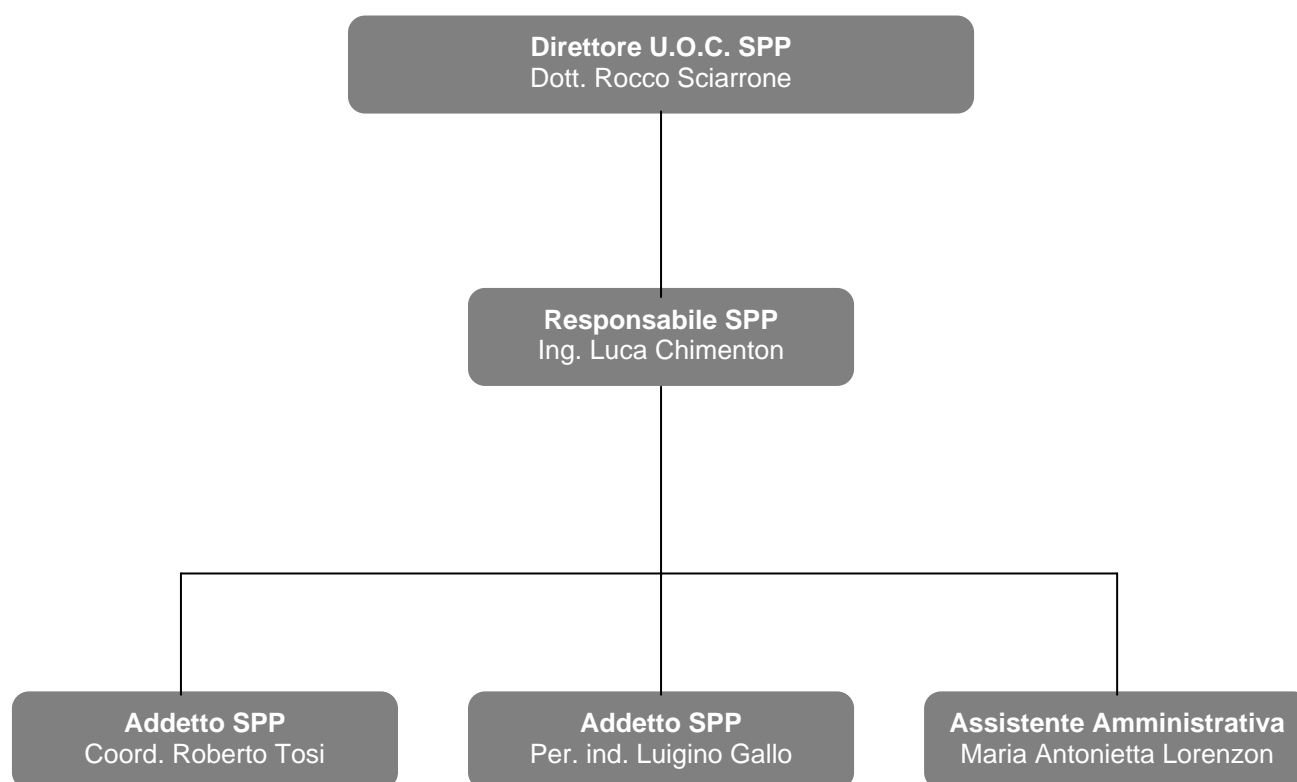 Direttore U.O.C. SPP
Dott. Rocco Sciarrone
Responsabile SPP
Ing. Luca Chimenton
Addetto SPP
Coord. Roberto Tosi
Addetto SPP
Per. ind. Luigino Gallo
Assistente Amministrativa
Maria Antonietta Lorenzon